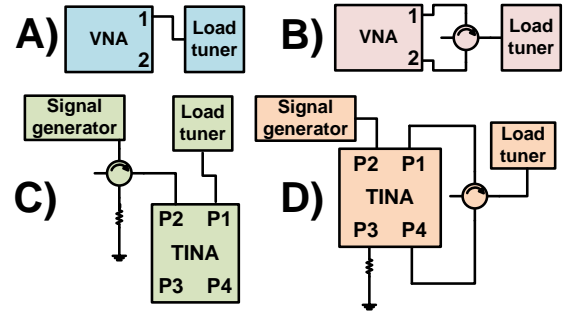 A)
VNA
1
2
Load
tuner
B)
VNA
1
2
Load
tuner
C)
Signal
generator
Load
tuner
P2 P1
TINA
P3 P4
D)
Signal
generator
P2 P1
TINA
P3 P4
Load
tuner